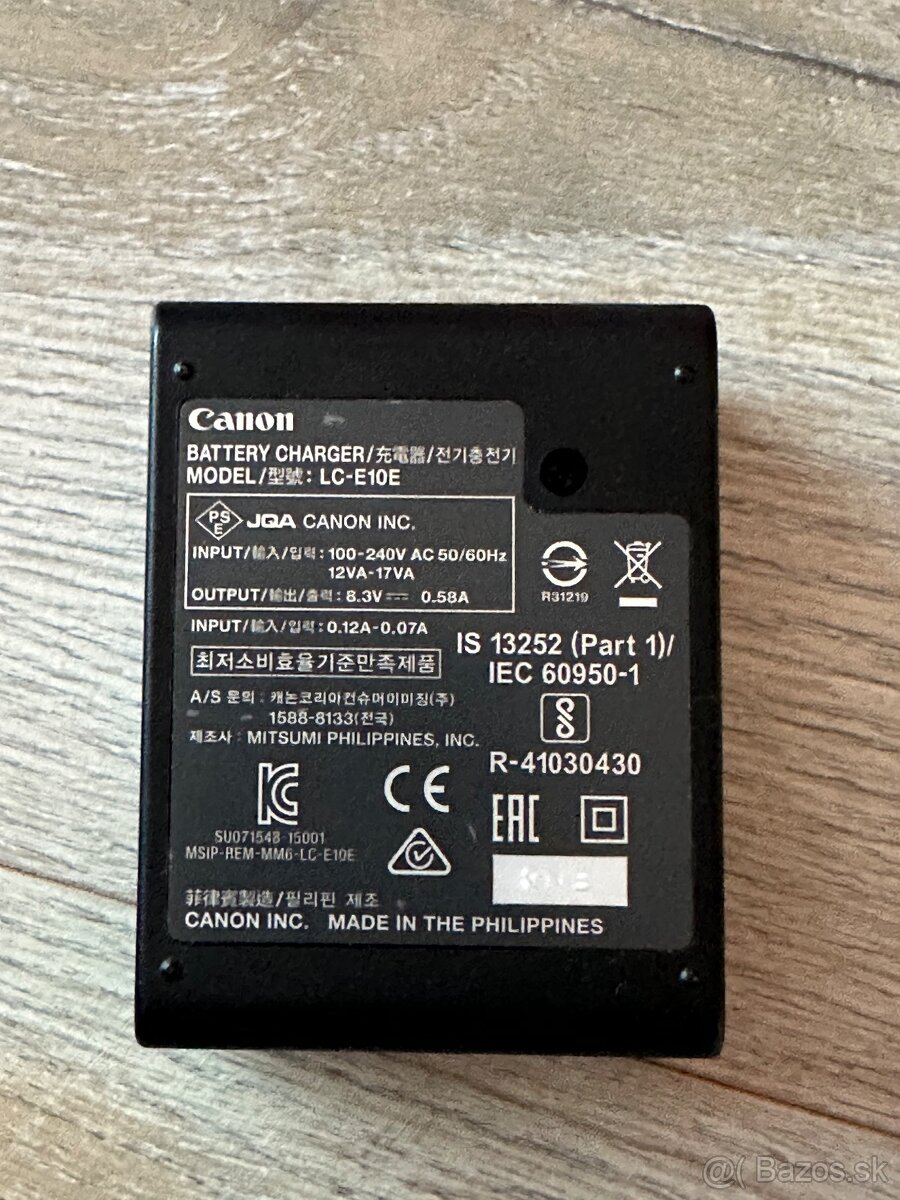 Canon
BATTERY CHARGER/充電器/전기충전기
MODEL/型號: LC-E10E
PS
E
JQA CANON INC.
INPUT/輸入/입력: 100-240V AC 50/60Hz
12VA-17VA
OUTPUT/輸出/출력: 8.3V⎓ 0.58A
INPUT/輸入/입력: 0.12A-0.07A
최저소비효율기준만족제품
A/S 문의 : 캐논코리아컨슈머이미징(주)
1588-8133(전국)
제조사 : MITSUMI PHILIPPINES, INC.
R31219
IS 13252 (Part 1)/
IEC 60950-1
R-41030430
SU071548-15001
MSIP-REM-MM6-LC-E10E
CE
EAC
菲律賓製造/필리핀 제조
CANON INC. MADE IN THE PHILIPPINES
@( Bazos.sk